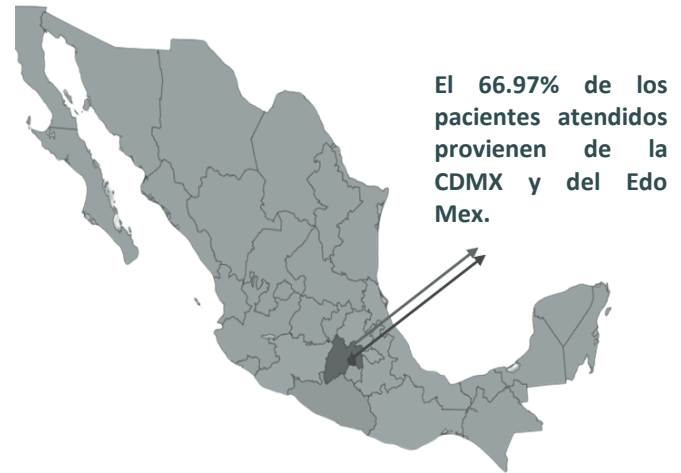 El 66.97% de los
pacientes atendidos
provienen de la
CDMX y del Edo
Mex.